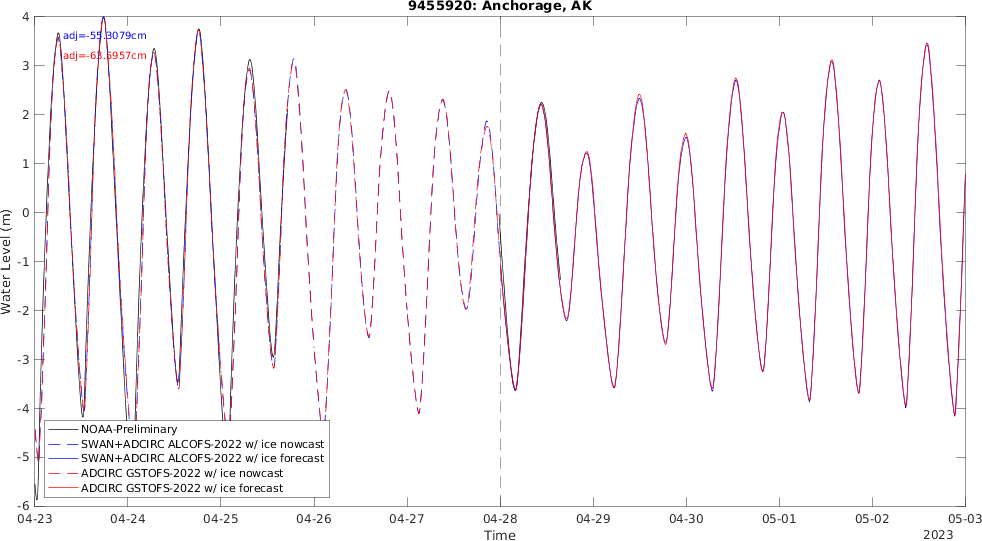 9455920: Anchorage, AK
adj=-55.3079cm
adj=-63.5957cm
Water Level (m)
4
3
2
1
0
-1
-2
-3
-4
-5
-6
NOAA-Preliminary
SWAN+ADCIRC ALCOFS-2022 w/ ice nowcast
SWAN+ADCIRC ALCOFS-2022 w/ ice forecast
ADCIRC GSTOFS-2022 w/ ice nowcast
ADCIRC GSTOFS-2022 w/ ice forecast
04-23 04-24 04-25 04-26 04-27 04-28 04-29 04-30 05-01 05-02 05-03
Time
2023